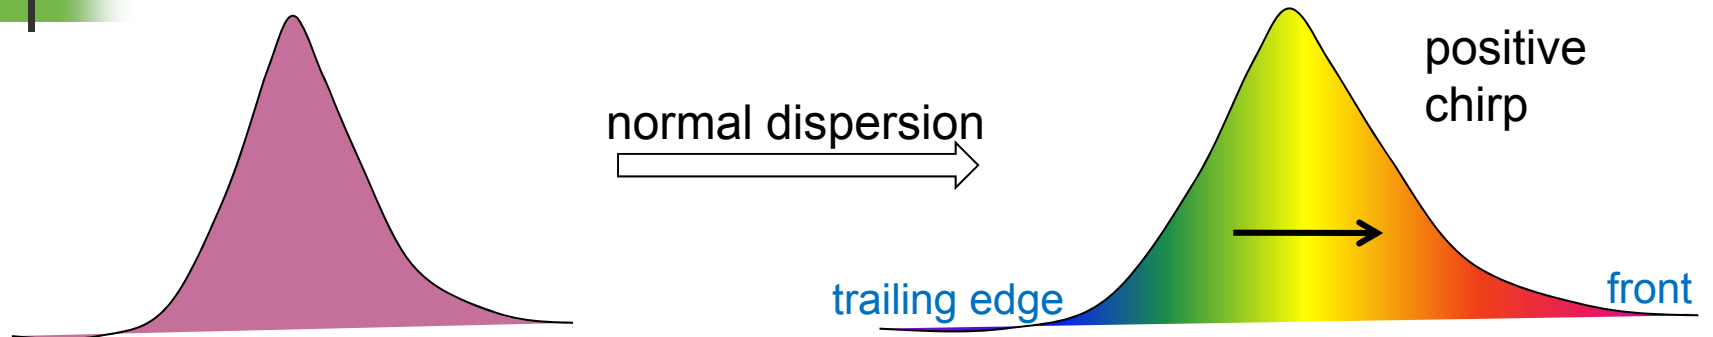 normal dispersion
positive
chirp
trailing edge
front